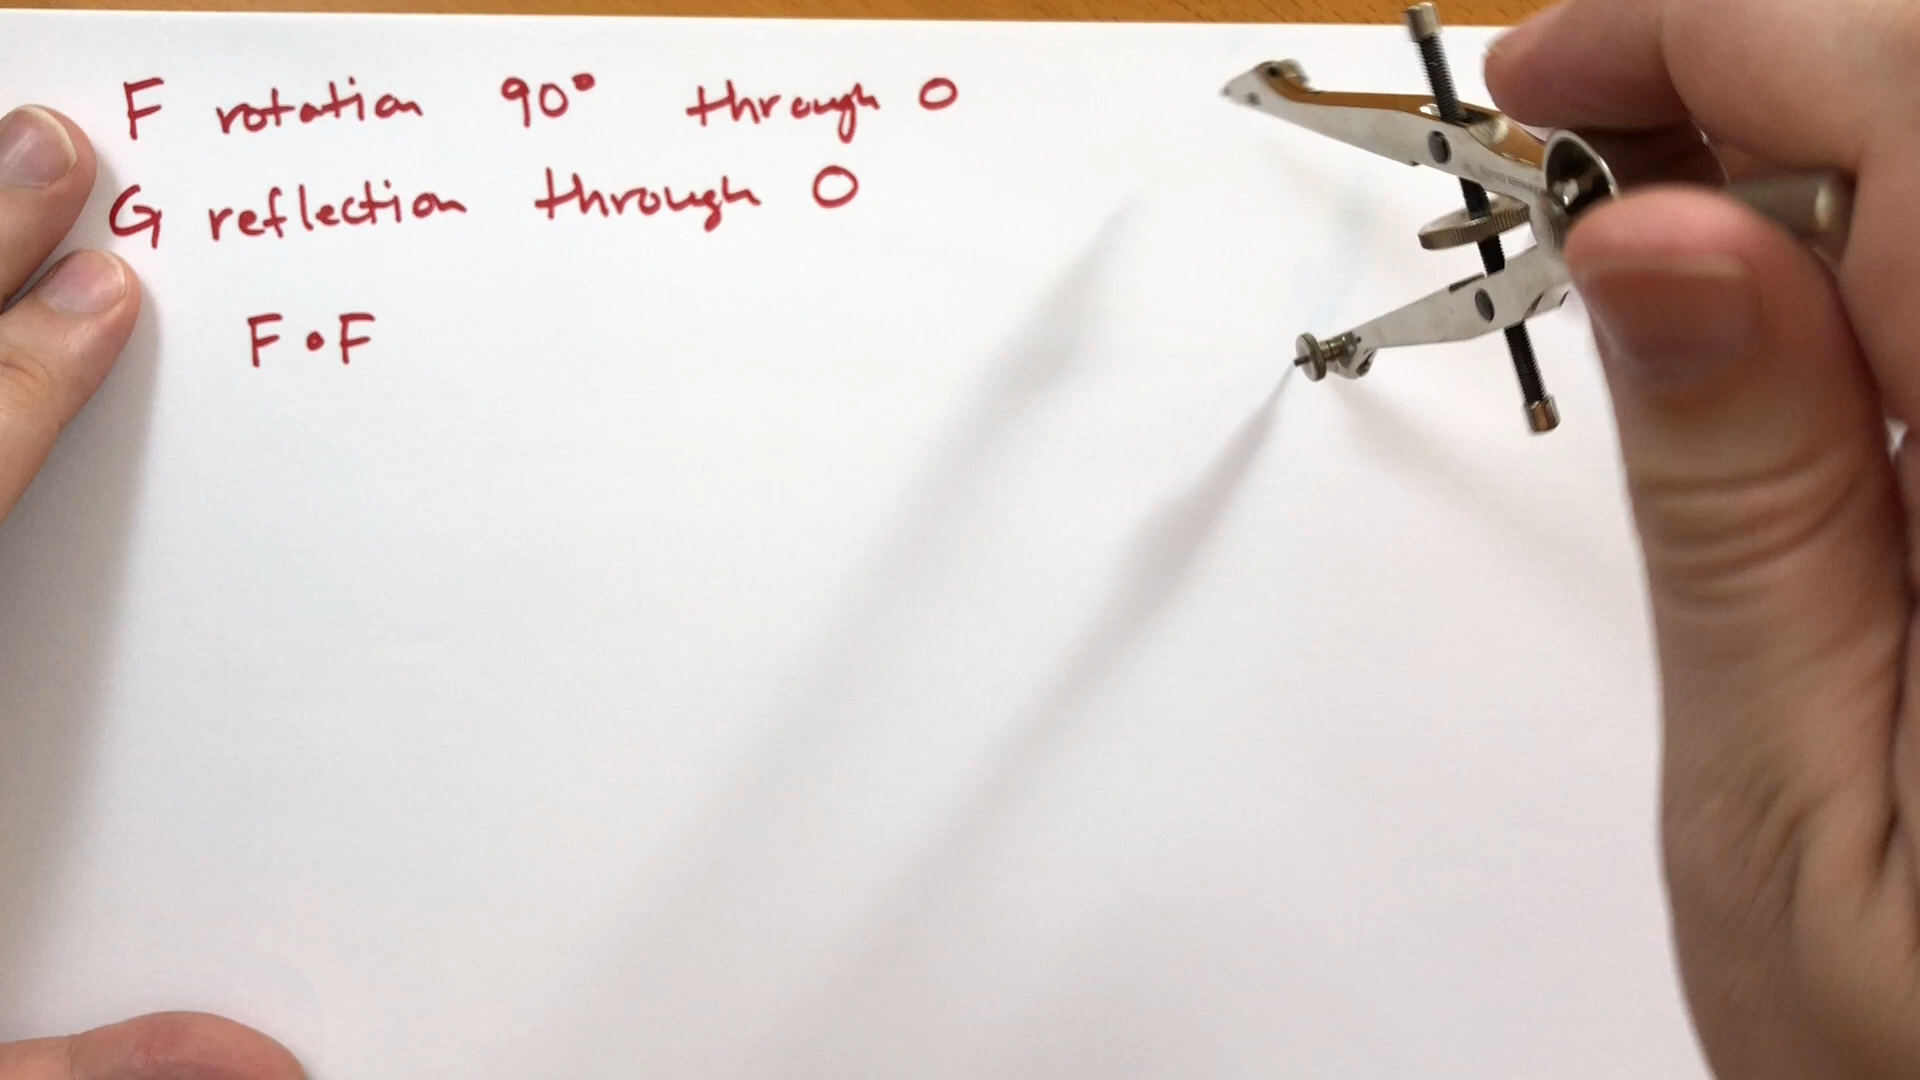 F rotation 90° through O
G reflection through O
F∘F